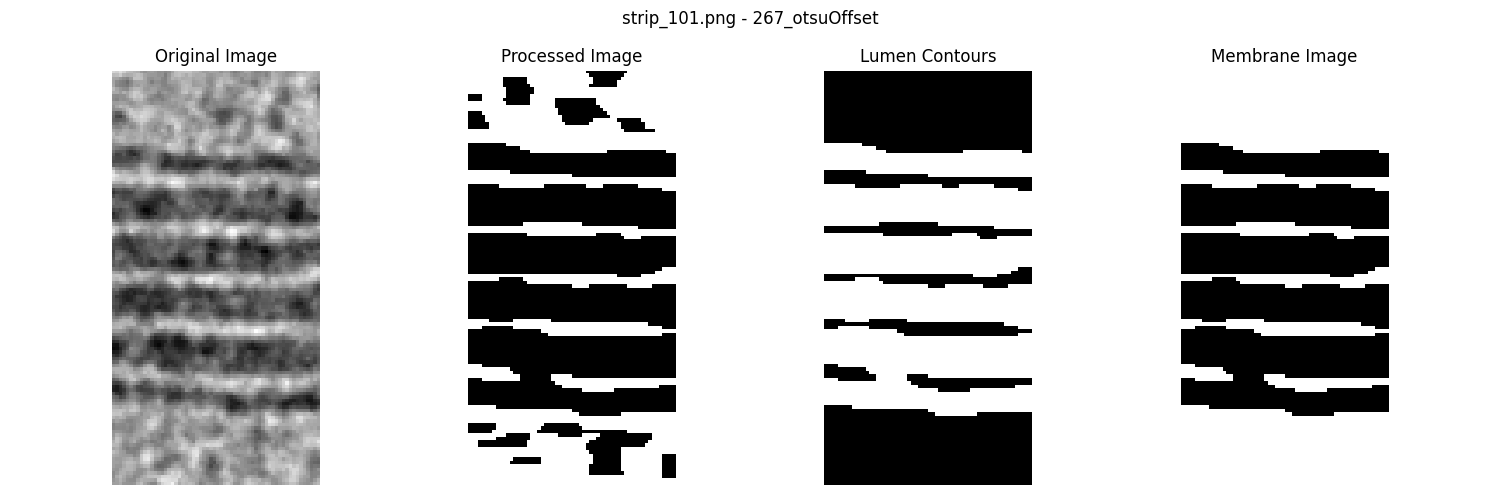 strip_101.png - 267_otsuOffset
Original Image
Processed Image
Lumen Contours
Membrane Image